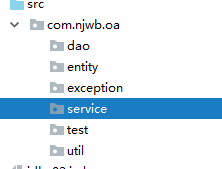 src
com.njwb.oa
dao
entity
exception
service
test
util